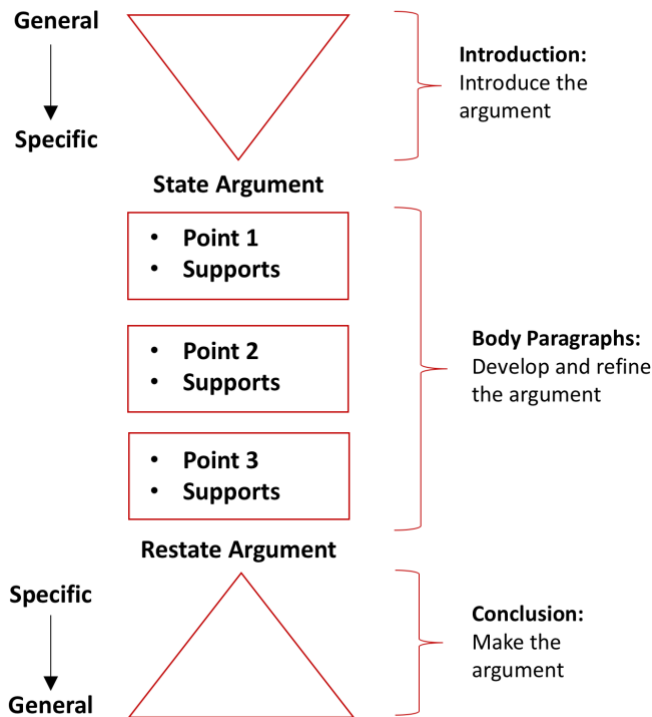 General
Specific
Introduction:
Introduce the
argument
State Argument
• Point 1
• Supports
• Point 2
• Supports
• Point 3
• Supports
Body Paragraphs:
Develop and refine
the argument
Restate Argument
Specific
General
Conclusion:
Make the
argument